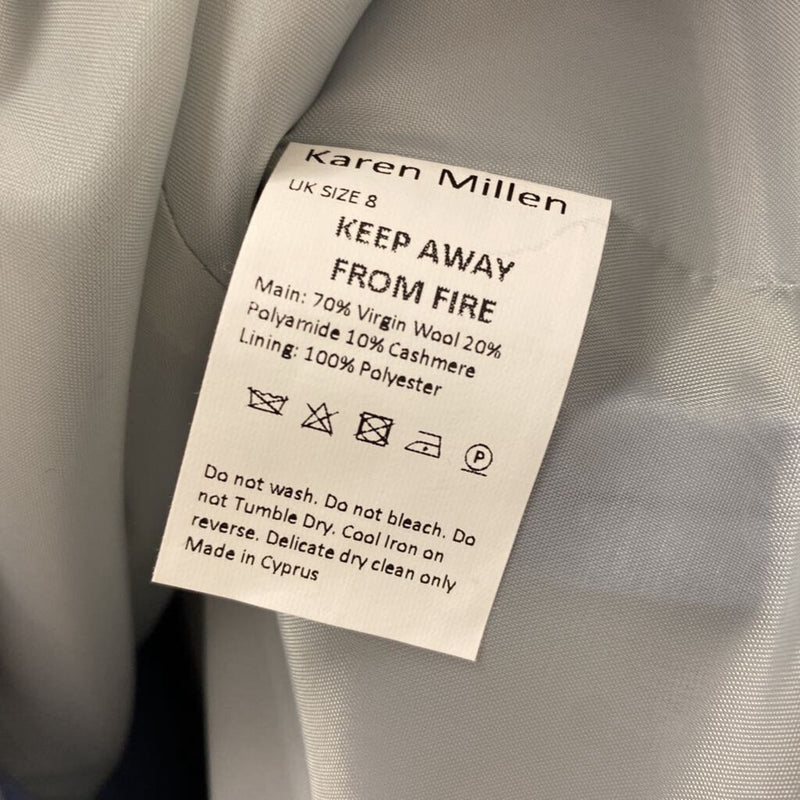 Karen Millen
UK SIZE 8
KEEP AWAY
FROM FIRE
Main: 70% Virgin Wool 20%
Polyamide 10% Cashmere
Lining: 100% Polyester
P
Do not wash. Do not bleach. Do
not Tumble Dry. Cool Iron on
reverse. Delicate dry clean only
Made in Cyprus